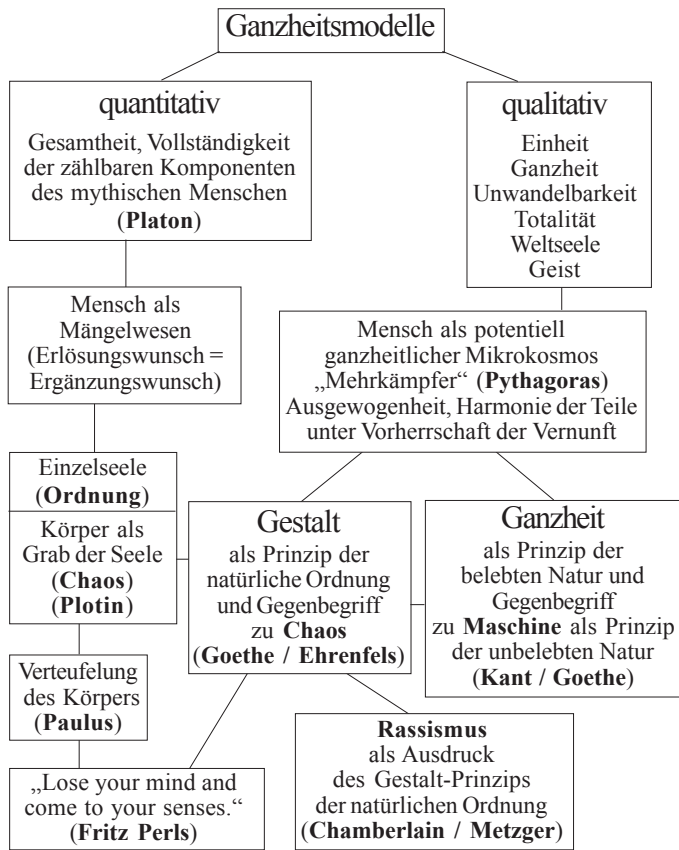 Ganzheitsmodelle
quantitativ
Gesamtheit, Vollständigkeit
der zählbaren Komponenten
des mythischen Menschen
(Platon)
qualitativ
Einheit
Ganzheit
Unwandelbarkeit
Totalität
Weltseele
Geist
Mensch als
Mängelwesen
(Erlösungswunsch =
Ergänzungswunsch)
Mensch als potentiell
ganzheitlicher Mikrokosmos
„Mehrkämpfer“ (Pythagoras)
Ausgewogenheit, Harmonie der Teile
unter Vorherrschaft der Vernunft
Einzelseele
(Ordnung)
Körper als
Grab der Seele
(Chaos)
(Plotin)
Gestalt
als Prinzip der
natürliche Ordnung
und Gegenbegriff
zu Chaos
(Goethe / Ehrenfels)
Ganzheit
als Prinzip der
belebten Natur und
Gegenbegriff
zu Maschine als Prinzip
der unbelebten Natur
(Kant / Goethe)
Verteufelung
des Körpers
(Paulus)
„Lose your mind and
come to your senses.“
(Fritz Perls)
Rassismus
als Ausdruck
des Gestalt-Prinzips
der natürlichen Ordnung
(Chamberlain / Metzger)